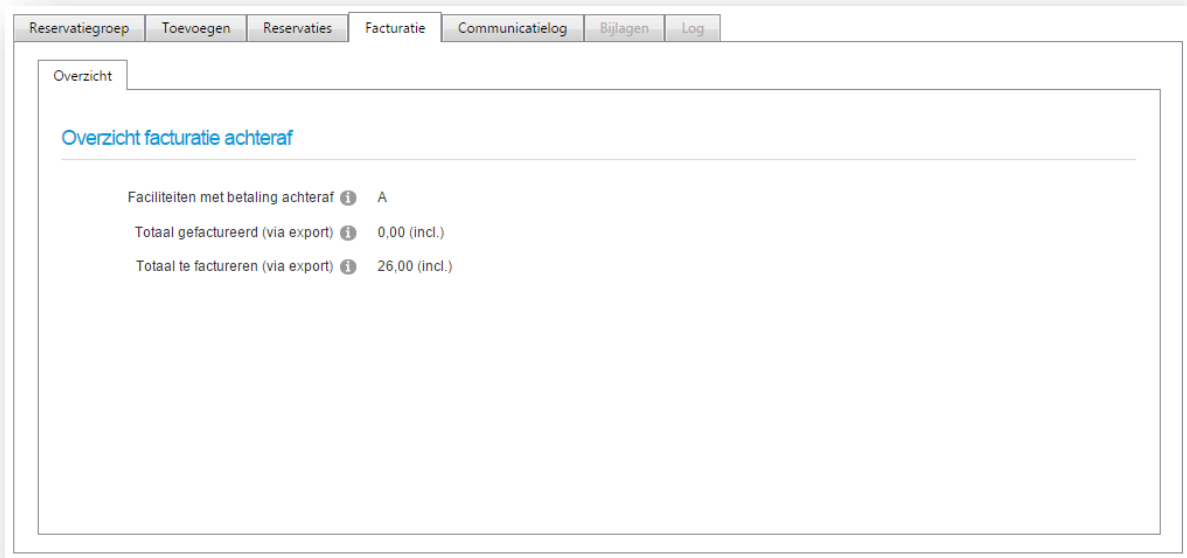 Reservatiegroep Toevoegen Reservaties Facturatie Communicatielog Bijlagen Log
Overzicht
Overzicht facturatie achteraf
Faciliteiten met betaling achteraf i A
Totaal gefactureerd (via export) i 0,00 (incl.)
Totaal te factureren (via export) i 26,00 (incl.)